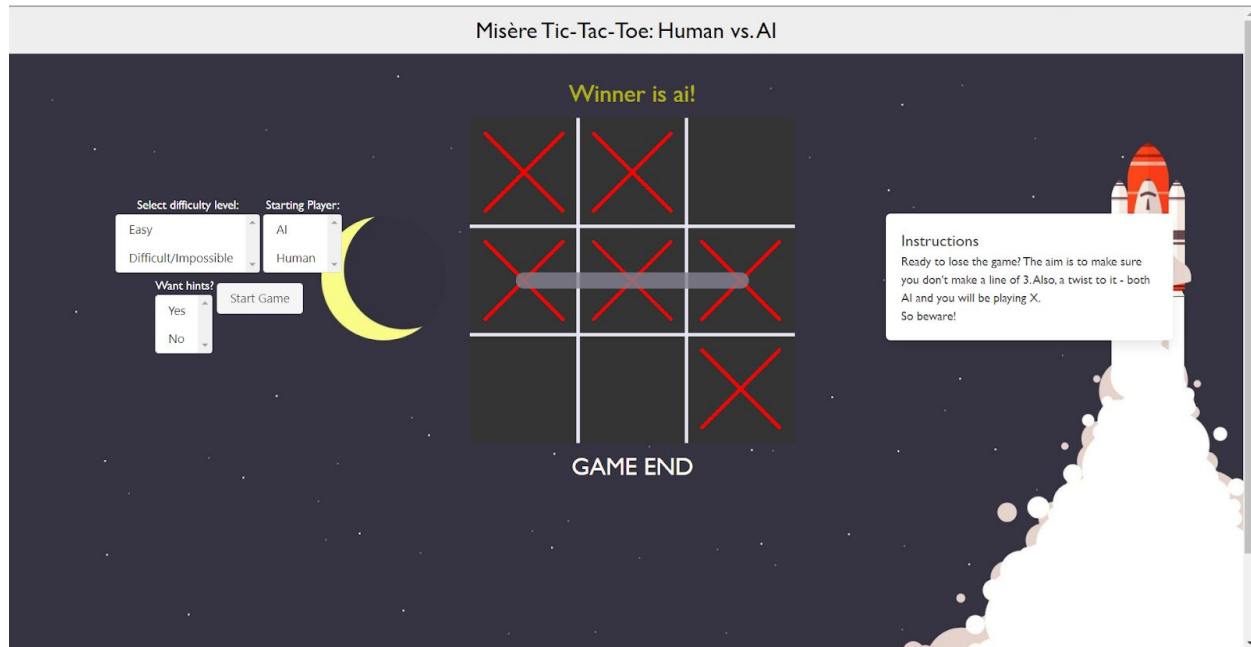 Misère Tic-Tac-Toe: Human vs. AI
Winner is ai!
Select difficulty level:
Easy
Difficult/Impossible
Starting Player:
AI
Human
Want hints?
Yes
No
Start Game
Instructions
Ready to lose the game? The aim is to make sure
you don't make a line of 3. Also, a twist to it - both
AI and you will be playing X.
So beware!
GAME END